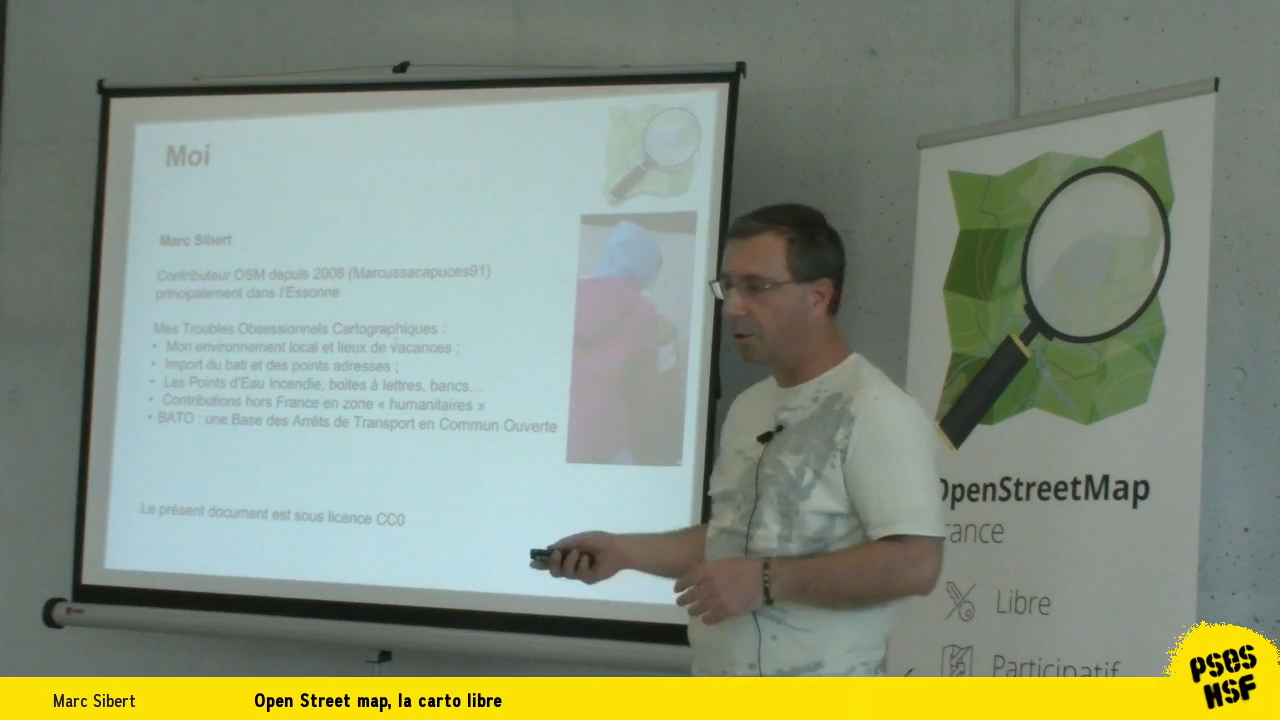 Moi
Marc Sibert
Contributeur OSM depuis 2008 (Marcussacapuces91)
principalement dans l'Essonne
Mes Troubles Obsessionnels Cartographiques :
• Mon environnement local et lieux de vacances ;
• Import du bati et des points adresses ;
• Les Points d'Eau Incendie, boites à lettres, bancs...
• Contributions hors France en zone « humanitaires »
• BATO : une Base des Arrêts de Transport en Commun Ouverte
Le présent document est sous licence CC0
OpenStreetMap
rance
Libre
Participatif
PSES
HSF
Marc Sibert
Open Street map, la carto libre